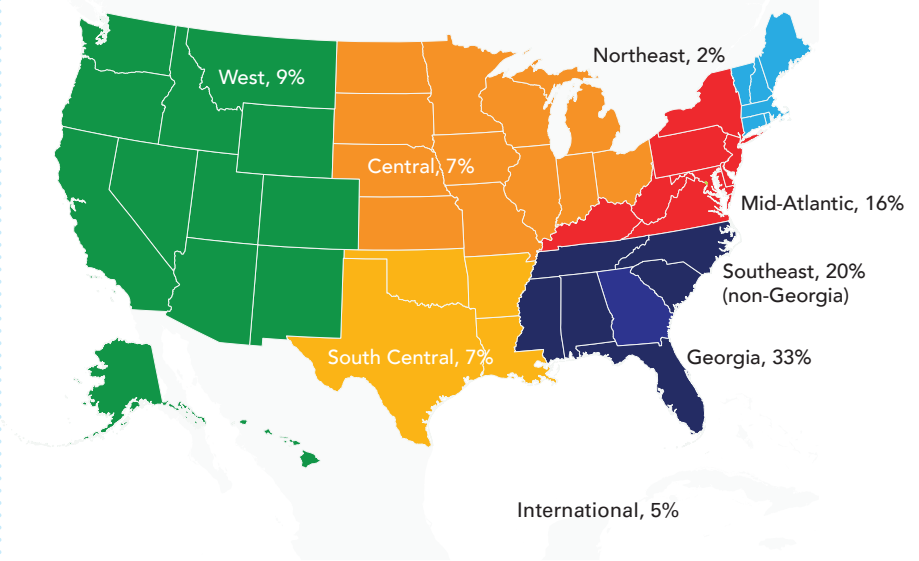 Northeast, 2%
West, 9%
Central, 7%
Mid-Atlantic, 16%
Southeast, 20%
(non-Georgia)
South Central, 7%
Georgia, 33%
International, 5%